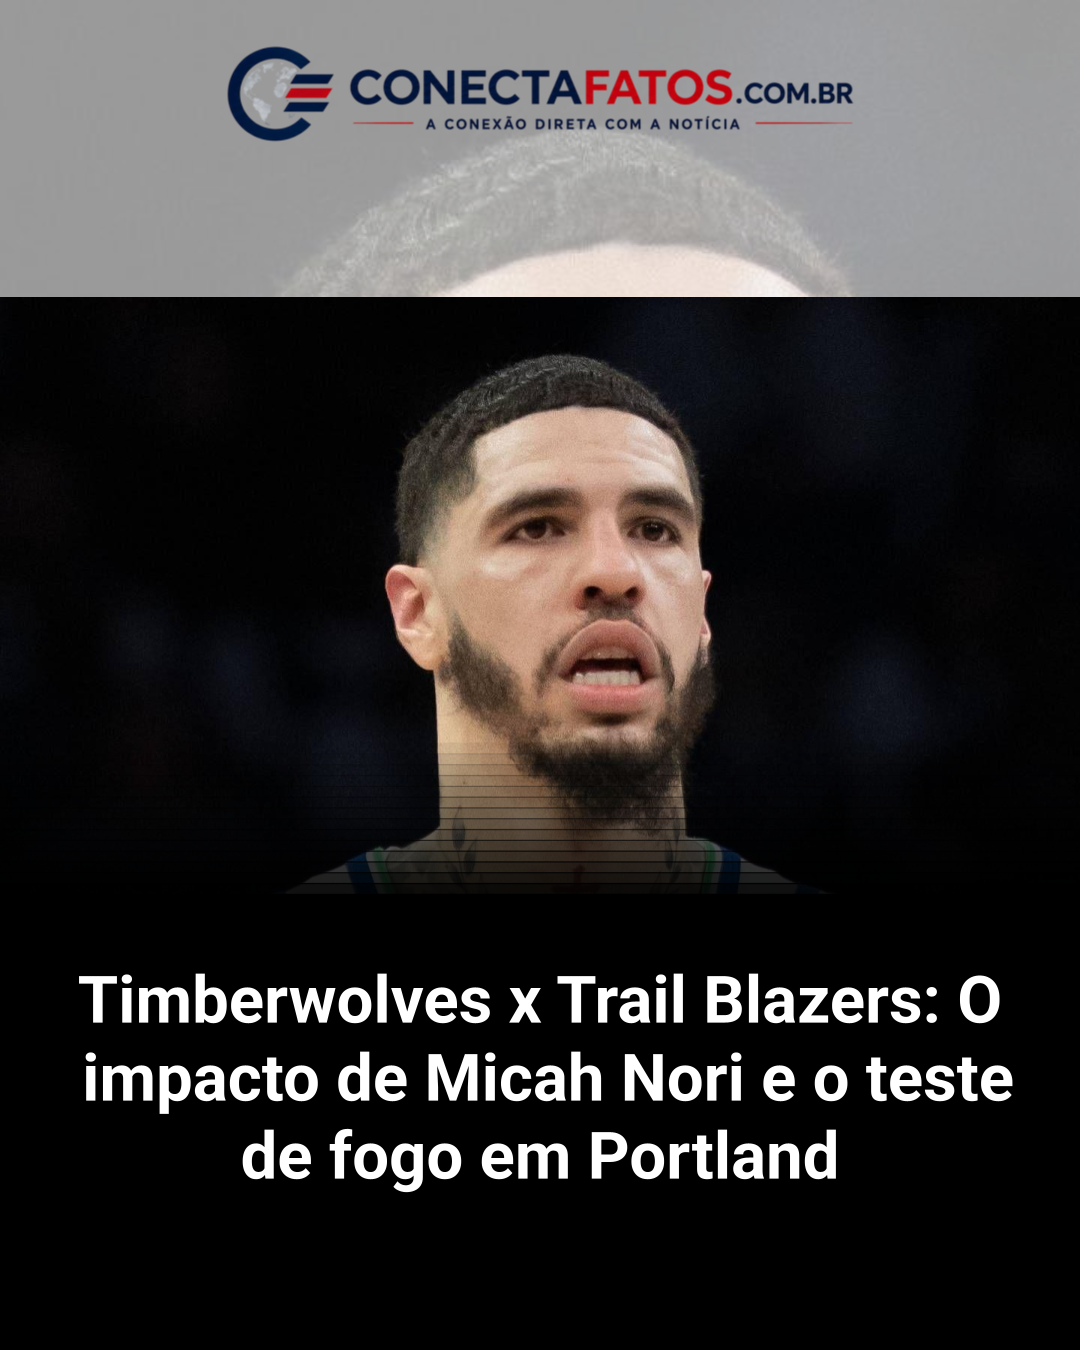 CONECTAFATOS.COM.BR
A CONEXÃO DIRETA COM A NOTÍCIA
Timberwolves x Trail Blazers: O
impacto de Micah Nori e o teste
de fogo em Portland